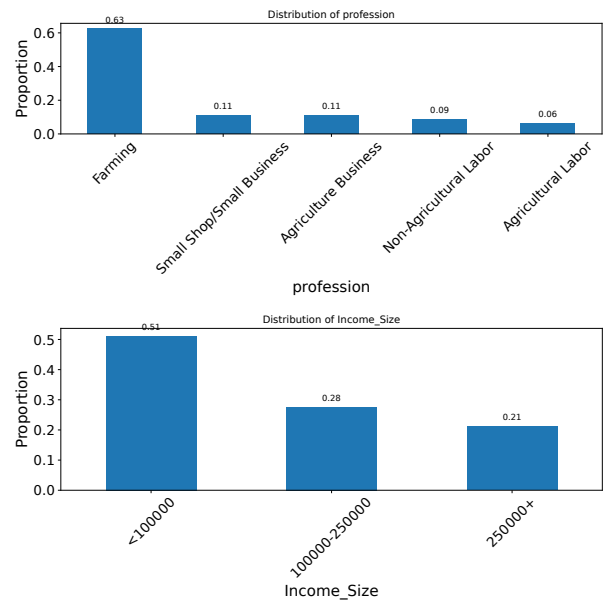 Distribution of profession
0.63
0.11
0.11
0.09
0.06
0.6
0.4
0.2
0.0
Proportion
Farming
Small Shop/Small Business
Agriculture Business
Non-Agricultural Labor
Agricultural Labor
profession
Distribution of Income_Size
0.51
0.28
0.21
0.5
0.4
0.3
0.2
0.1
0.0
Proportion
<100000
100000-250000
250000+
Income_Size